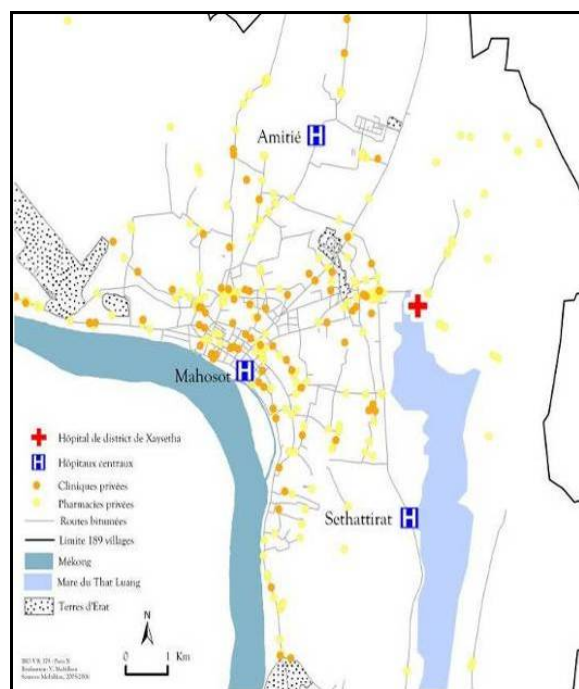 Amitié
H
Mahosot
H
Hôpital de district de Xaysetha
H
Hôpitaux centraux
Cliniques privées
Pharmacies privées
Routes bitumées
Limite 189 villages
Mékong
Mare du That Luang
Terres d'Etat
Sethattirat
H
N
0 1 Km